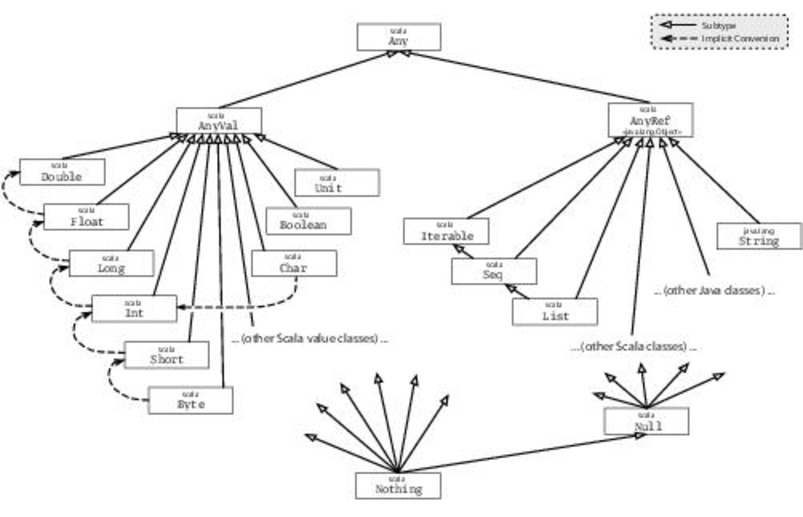 scala
Any
Subtype
Implicit Conversion
scala
AnyVal
scala
AnyRef
<java.lang.Object>
scala
Double
scala
Unit
scala
Float
scala
Boolean
scala
Iterable
java.lang
String
scala
Long
scala
Char
scala
Seq
... (other Java classes) ...
scala
Int
scala
List
... (other Scala value classes) ...
... (other Scala classes) ...
scala
Short
scala
Byte
scala
Null
scala
Nothing